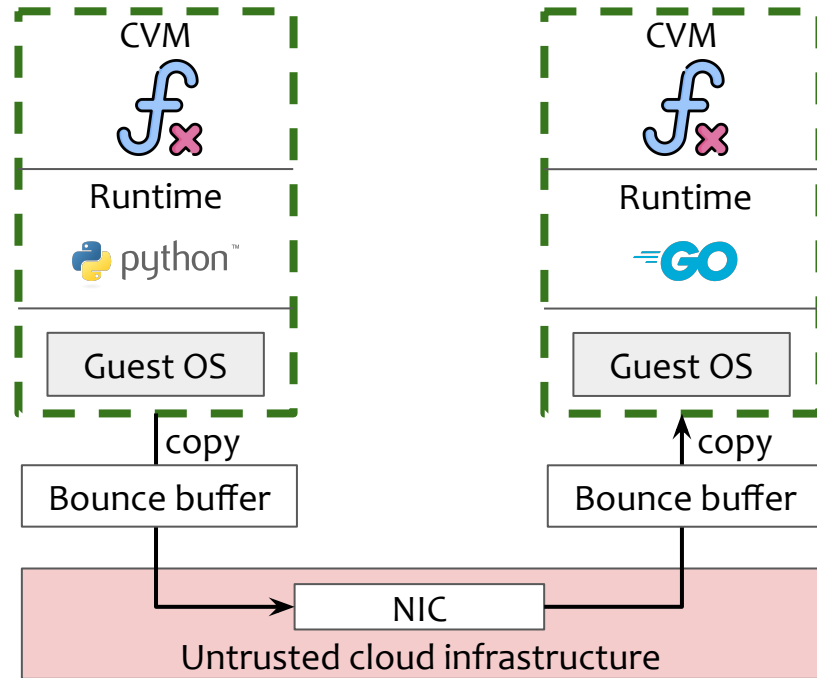 CVM
Runtime
python™
Guest OS
copy
Bounce buffer
CVM
Runtime
GO
Guest OS
copy
Bounce buffer
NIC
Untrusted cloud infrastructure